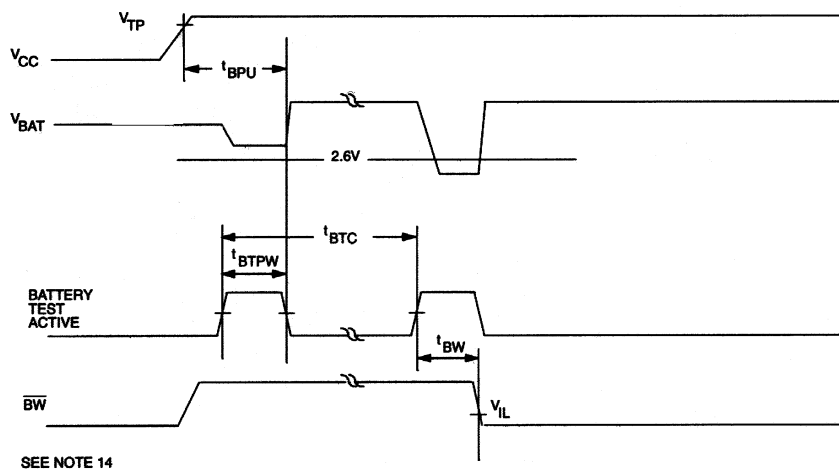 VTP
VCC
tBPU
VBAT
2.6V
tBTC
tBTPW
BATTERY
TEST
ACTIVE
tBW
BW
VIL
SEE NOTE 14